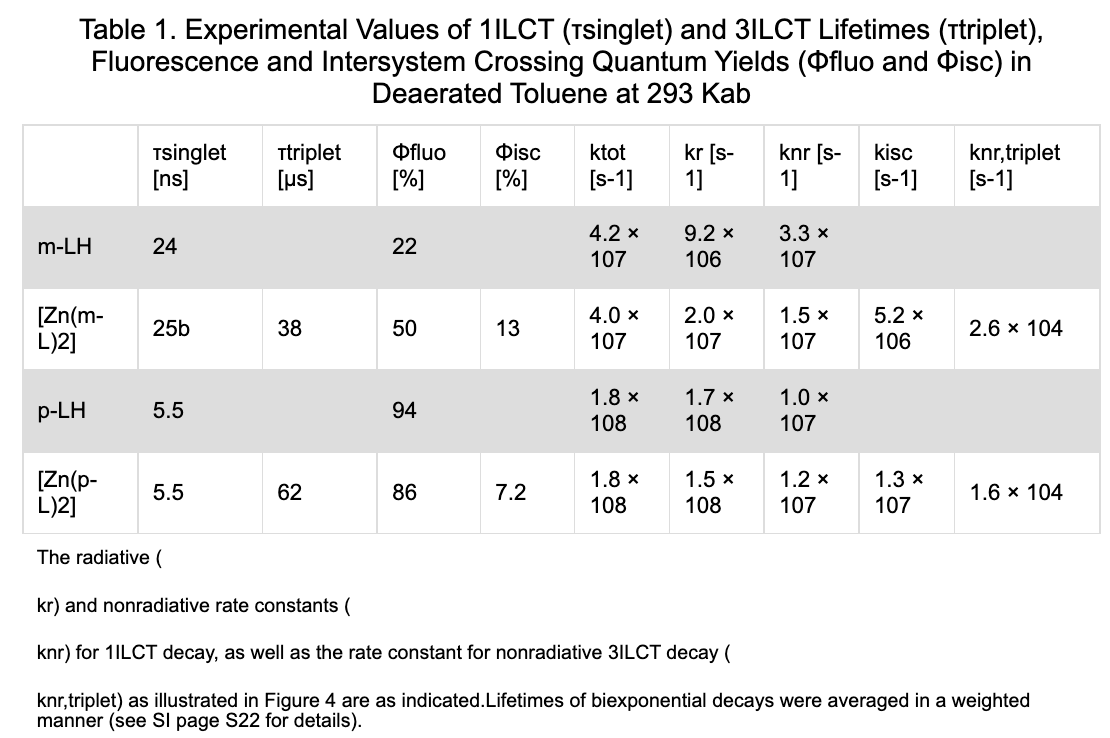 Table 1. Experimental Values of 1ILCT (τsinglet) and 3ILCT Lifetimes (τtriplet),
Fluorescence and Intersystem Crossing Quantum Yields (Φfluo and Φisc) in
Deaerated Toluene at 293 Kab
τsinglet [ns] τtriplet [μs] Φfluo [%] Φisc [%] ktot [s-1] kr [s-1] knr [s-1] kisc [s-1] knr,triplet [s-1]
m-LH 24 22 4.2 × 107 9.2 × 106 3.3 × 107
[Zn(m-L)2] 25b 38 50 13 4.0 × 107 2.0 × 107 1.5 × 107 5.2 × 106 2.6 × 104
p-LH 5.5 94 1.8 × 108 1.7 × 108 1.0 × 107
[Zn(p-L)2] 5.5 62 86 7.2 1.8 × 108 1.5 × 108 1.2 × 107 1.3 × 107 1.6 × 104
The radiative (
kr) and nonradiative rate constants (
knr) for 1ILCT decay, as well as the rate constant for nonradiative 3ILCT decay (
knr,triplet) as illustrated in Figure 4 are as indicated.Lifetimes of biexponential decays were averaged in a weighted
manner (see SI page S22 for details).